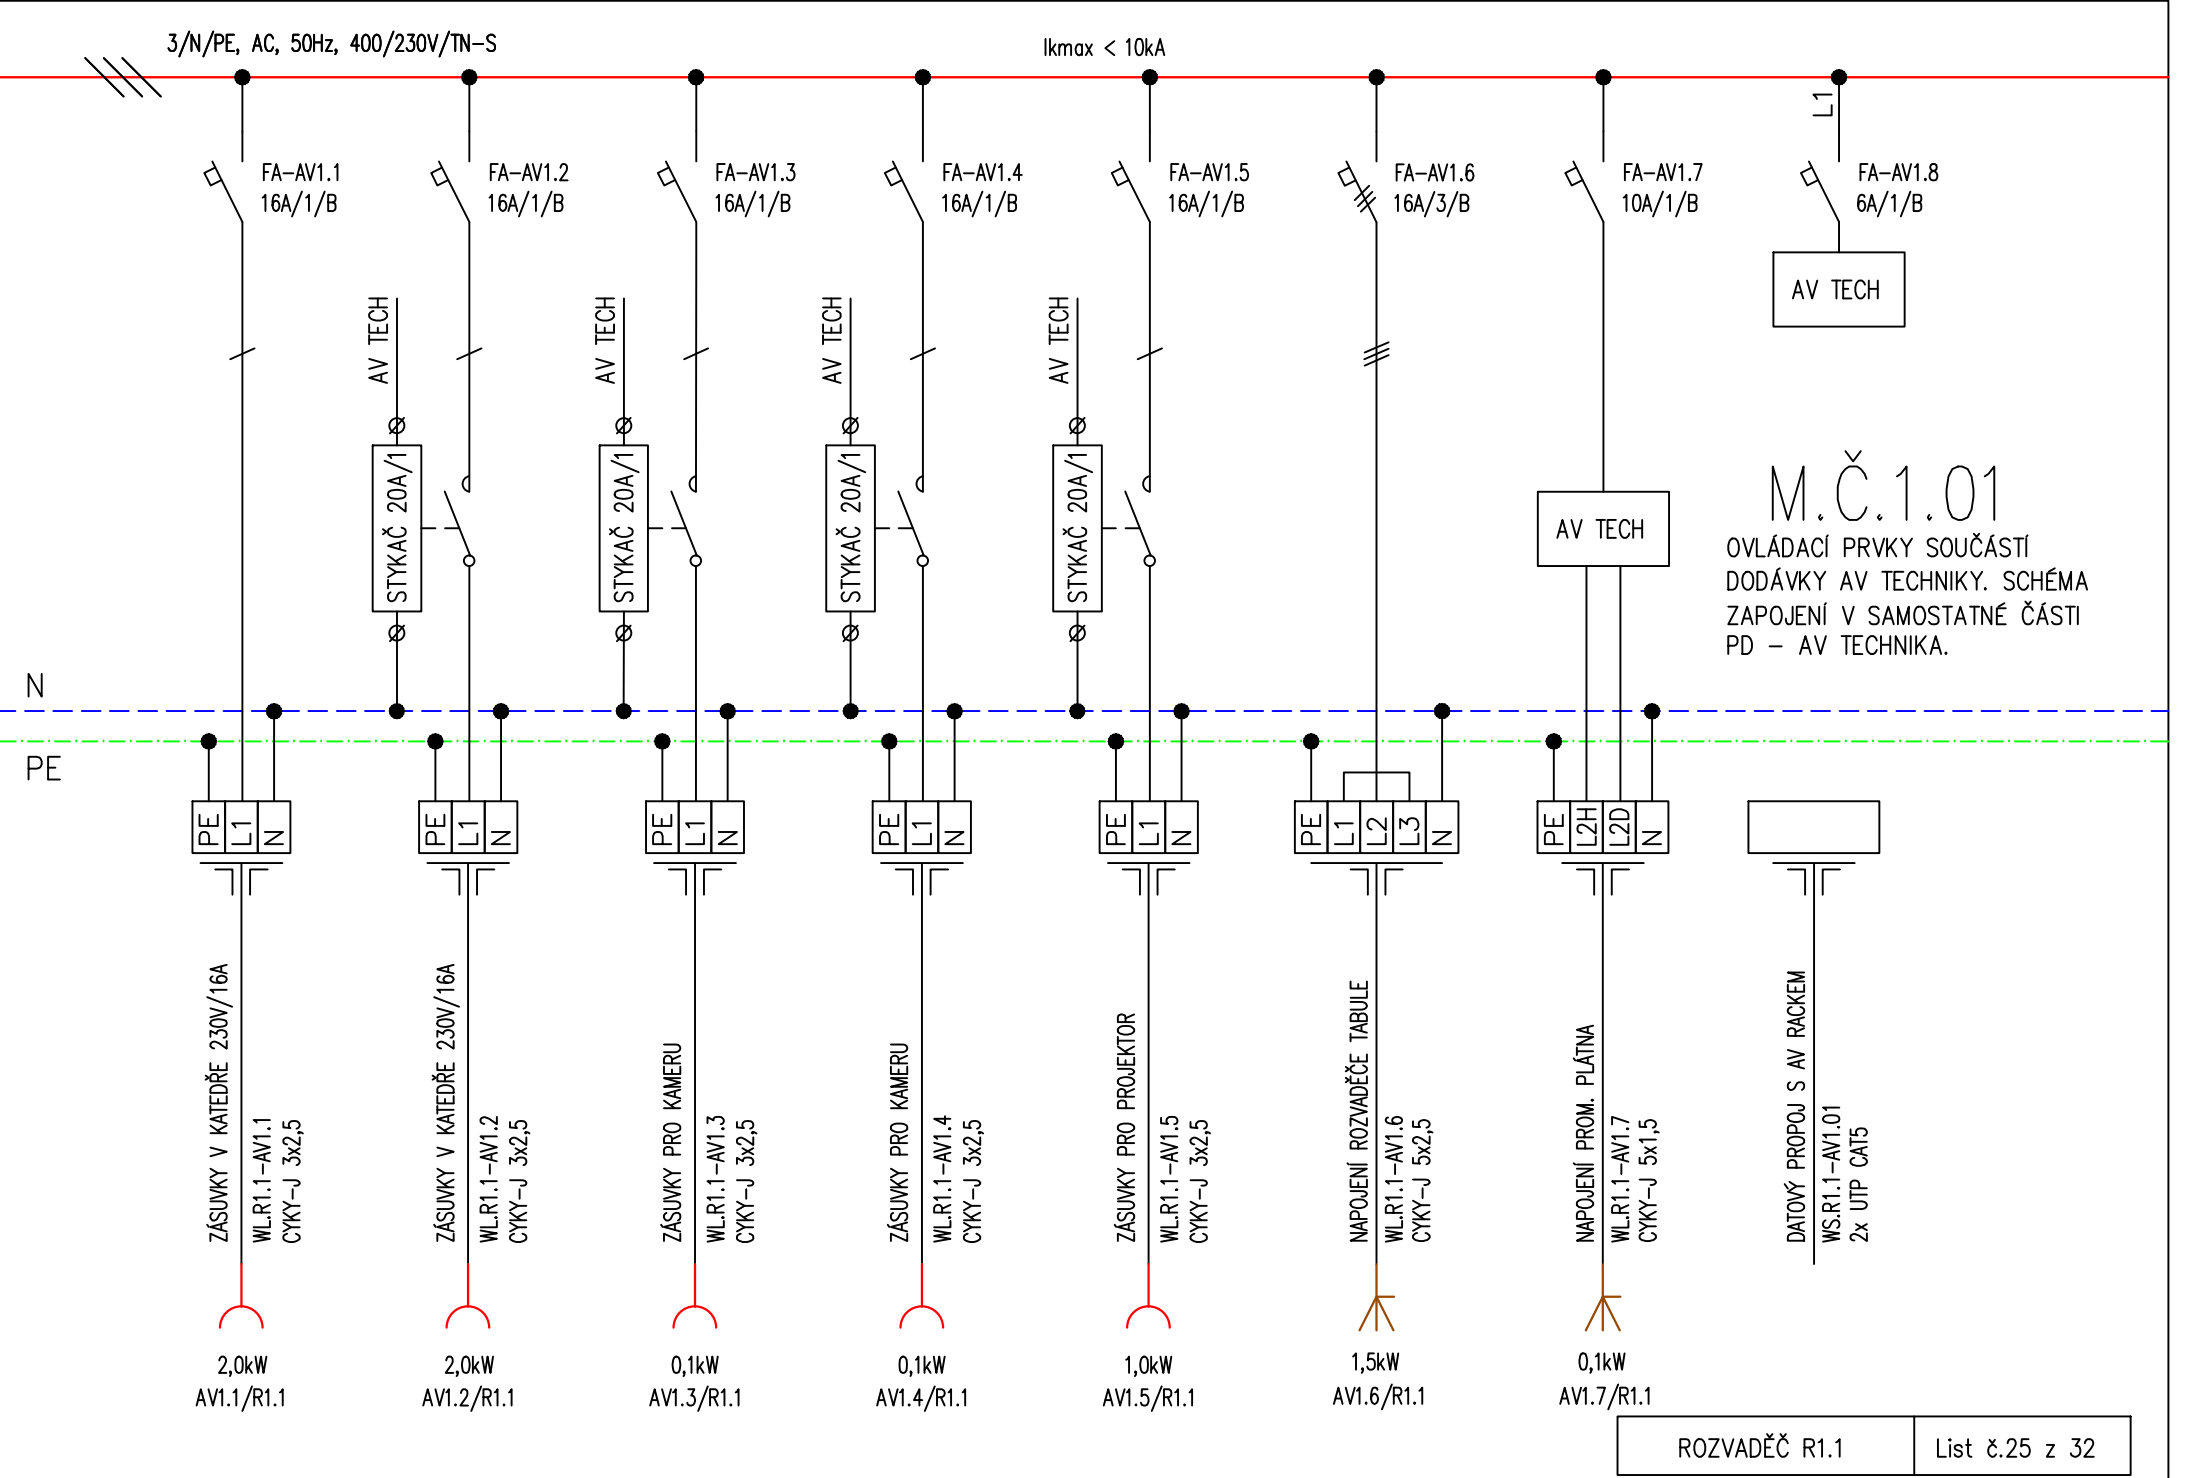 3/N/PE, AC, 50Hz, 400/230V/TN-S
Ikmax < 10kA
L1
FA-AV1.1
16A/1/B
FA-AV1.2
16A/1/B
FA-AV1.3
16A/1/B
FA-AV1.4
16A/1/B
FA-AV1.5
16A/1/B
FA-AV1.6
16A/3/B
FA-AV1.7
10A/1/B
FA-AV1.8
6A/1/B
AV TECH
AV TECH
AV TECH
AV TECH
AV TECH
STYKAČ 20A/1
STYKAČ 20A/1
STYKAČ 20A/1
STYKAČ 20A/1
AV TECH
M.Č.1.01
OVLÁDACÍ PRVKY SOUČÁSTÍ
DODÁVKY AV TECHNIKY. SCHÉMA
ZAPOJENÍ V SAMOSTATNÉ ČÁSTI
PD - AV TECHNIKA.
N
PE
PE L1 N
PE L1 N
PE L1 N
PE L1 N
PE L1 N
PE L1 L2 L3 N
PE L2H L2D N
ZÁSUVKY V KATEDŘE 230V/16A
WL.R1.1-AV1.1
CYKY-J 3x2,5
ZÁSUVKY V KATEDŘE 230V/16A
WL.R1.1-AV1.2
CYKY-J 3x2,5
ZÁSUVKY PRO KAMERU
WL.R1.1-AV1.3
CYKY-J 3x2,5
ZÁSUVKY PRO KAMERU
WL.R1.1-AV1.4
CYKY-J 3x2,5
ZÁSUVKY PRO PROJEKTOR
WL.R1.1-AV1.5
CYKY-J 3x2,5
NAPOJENÍ ROZVADĚČE TABULE
WL.R1.1-AV1.6
CYKY-J 5x2,5
NAPOJENÍ PROM. PLÁTNA
WL.R1.1-AV1.7
CYKY-J 5x1,5
DATOVÝ PROPOJ S AV RACKEM
WS.R1.1-AV1.01
2x UTP CAT5
2,0kW
AV1.1/R1.1
2,0kW
AV1.2/R1.1
0,1kW
AV1.3/R1.1
0,1kW
AV1.4/R1.1
1,0kW
AV1.5/R1.1
1,5kW
AV1.6/R1.1
0,1kW
AV1.7/R1.1
ROZVADĚČ R1.1
List č.25 z 32